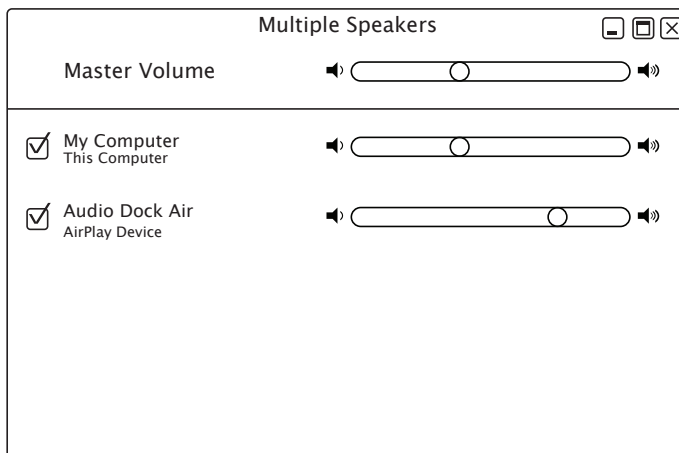 Multiple Speakers
Master Volume
My Computer
This Computer
Audio Dock Air
AirPlay Device